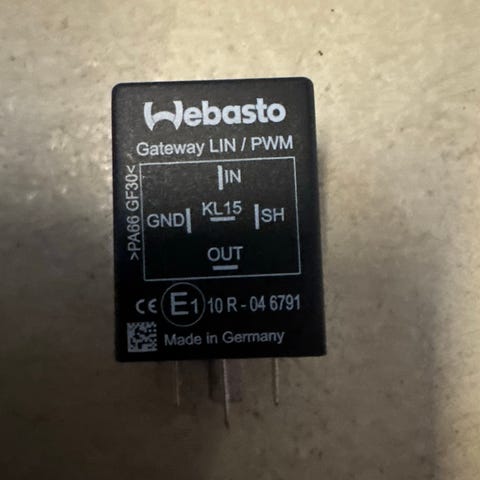 Webasto
Gateway LIN / PWM
>PA66 GF30<
IN
GND KL15 SH
OUT
CE E1 10 R - 04 6791
Made in Germany